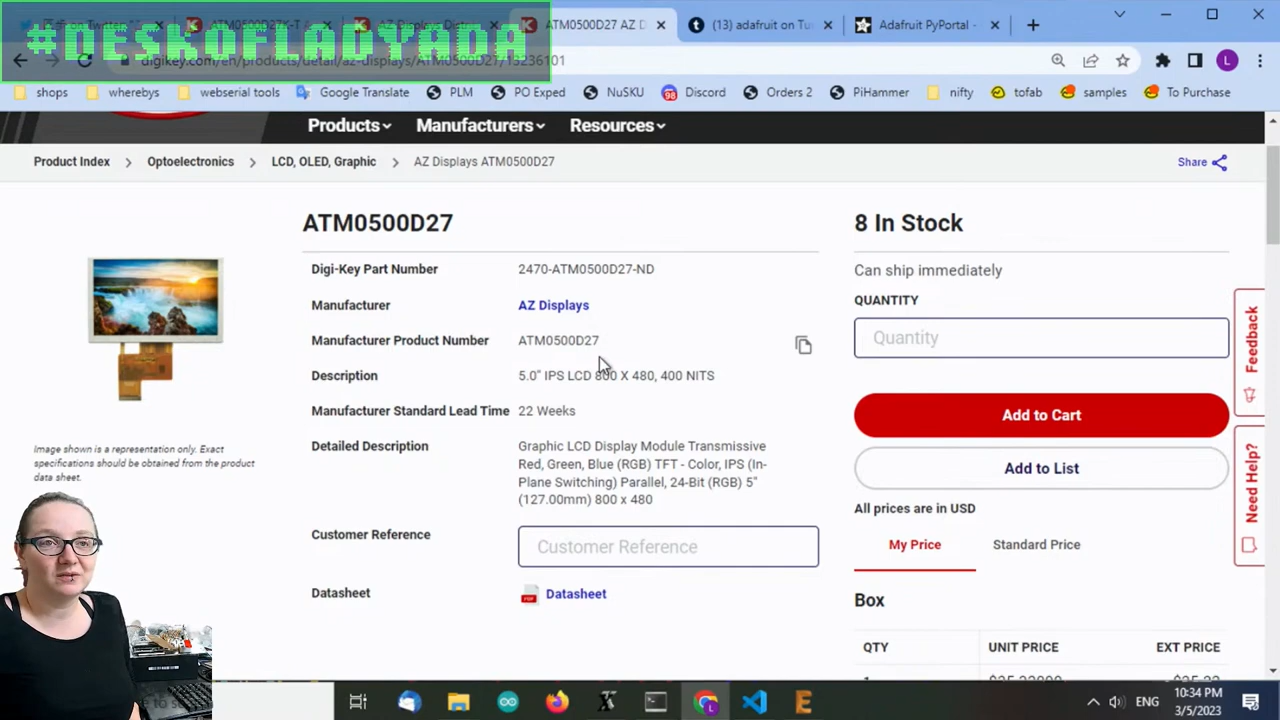 #DESKOFLADYADA
ATM0500D27 AZ D
(13) adafruit on Tu
Adafruit PyPortal -
digikey.com/en/products/detail/az-displays/ATM0500D27/13236101
L
shops
wherebys
webserial tools
Google Translate
PLM
PO Exped
NuSKU
98
Discord
Orders 2
PiHammer
nifty
tofab
samples
To Purchase
Products
Manufacturers
Resources
Product Index > Optoelectronics > LCD, OLED, Graphic > AZ Displays ATM0500D27
Share
ATM0500D27
Digi-Key Part Number 2470-ATM0500D27-ND
Manufacturer AZ Displays
Manufacturer Product Number ATM0500D27
Description 5.0" IPS LCD 800 X 480, 400 NITS
Manufacturer Standard Lead Time 22 Weeks
Detailed Description Graphic LCD Display Module Transmissive
Red, Green, Blue (RGB) TFT - Color, IPS (In-
Plane Switching) Parallel, 24-Bit (RGB) 5"
(127.00mm) 800 x 480
Customer Reference Customer Reference
Datasheet Datasheet
Image shown is a representation only. Exact
specifications should be obtained from the product
data sheet.
8 In Stock
Can ship immediately
QUANTITY
Quantity
Add to Cart
Add to List
All prices are in USD
My Price Standard Price
Box
QTY UNIT PRICE EXT PRICE
Feedback
Need Help?
ENG
10:34 PM
3/5/2023